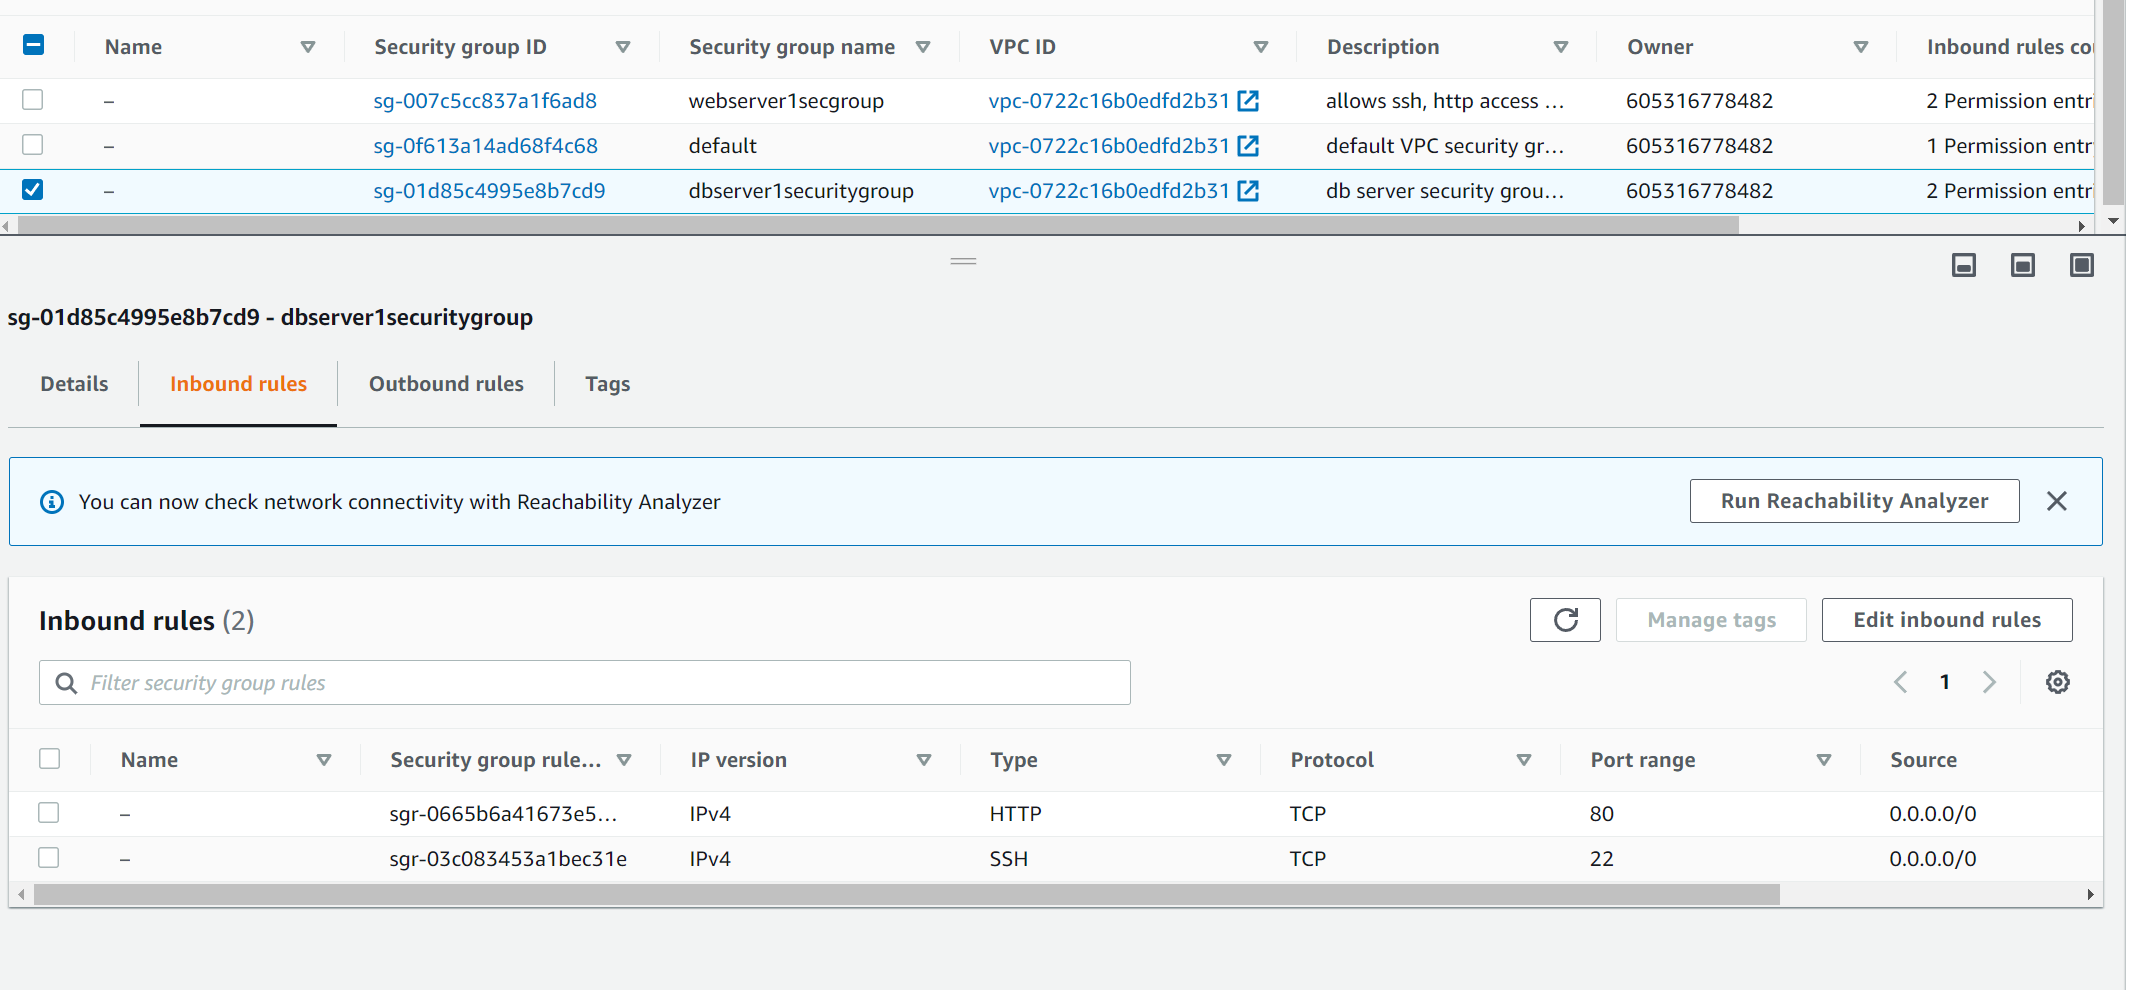 Name Security group ID Security group name VPC ID Description Owner Inbound rules co
– sg-007c5cc837a1f6ad8 webserver1secgroup vpc-0722c16b0edfd2b31 allows ssh, http access ... 605316778482 2 Permission entri
– sg-0f613a14ad68f4c68 default vpc-0722c16b0edfd2b31 default VPC security gr... 605316778482 1 Permission entry
– sg-01d85c4995e8b7cd9 dbserver1securitygroup vpc-0722c16b0edfd2b31 db server security grou... 605316778482 2 Permission entri
sg-01d85c4995e8b7cd9 - dbserver1securitygroup
Details Inbound rules Outbound rules Tags
You can now check network connectivity with Reachability Analyzer Run Reachability Analyzer
Inbound rules (2) Manage tags Edit inbound rules
Filter security group rules 1
Name Security group rule... IP version Type Protocol Port range Source
– sgr-0665b6a41673e5... IPv4 HTTP TCP 80 0.0.0.0/0
– sgr-03c083453a1bec31e IPv4 SSH TCP 22 0.0.0.0/0